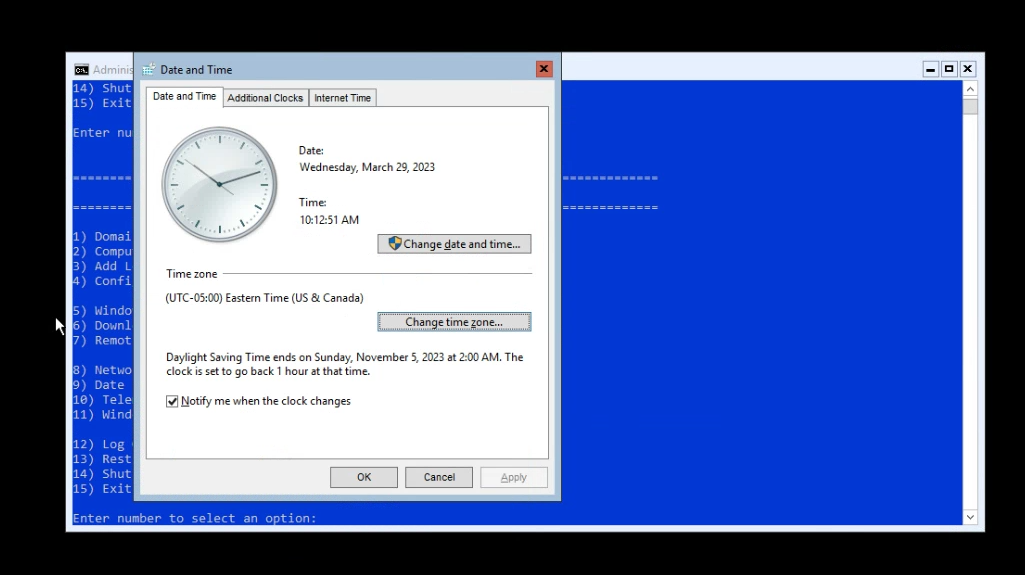 Adminis
Date and Time
14) Shut
15) Exit
Enter nu
Date and Time
Additional Clocks
Internet Time
Date:
Wednesday, March 29, 2023
Time:
10:12:51 AM
Change date and time...
Time zone
(UTC-05:00) Eastern Time (US & Canada)
Change time zone...
Daylight Saving Time ends on Sunday, November 5, 2023 at 2:00 AM. The
clock is set to go back 1 hour at that time.
Notify me when the clock changes
OK
Cancel
Apply
=========
==============
=========
==============
1) Domai
2) Compu
3) Add L
4) Confi
5) Windo
6) Downl
7) Remot
8) Netwo
9) Date
10) Tele
11) Wind
12) Log
13) Rest
14) Shut
15) Exit
Enter number to select an option: